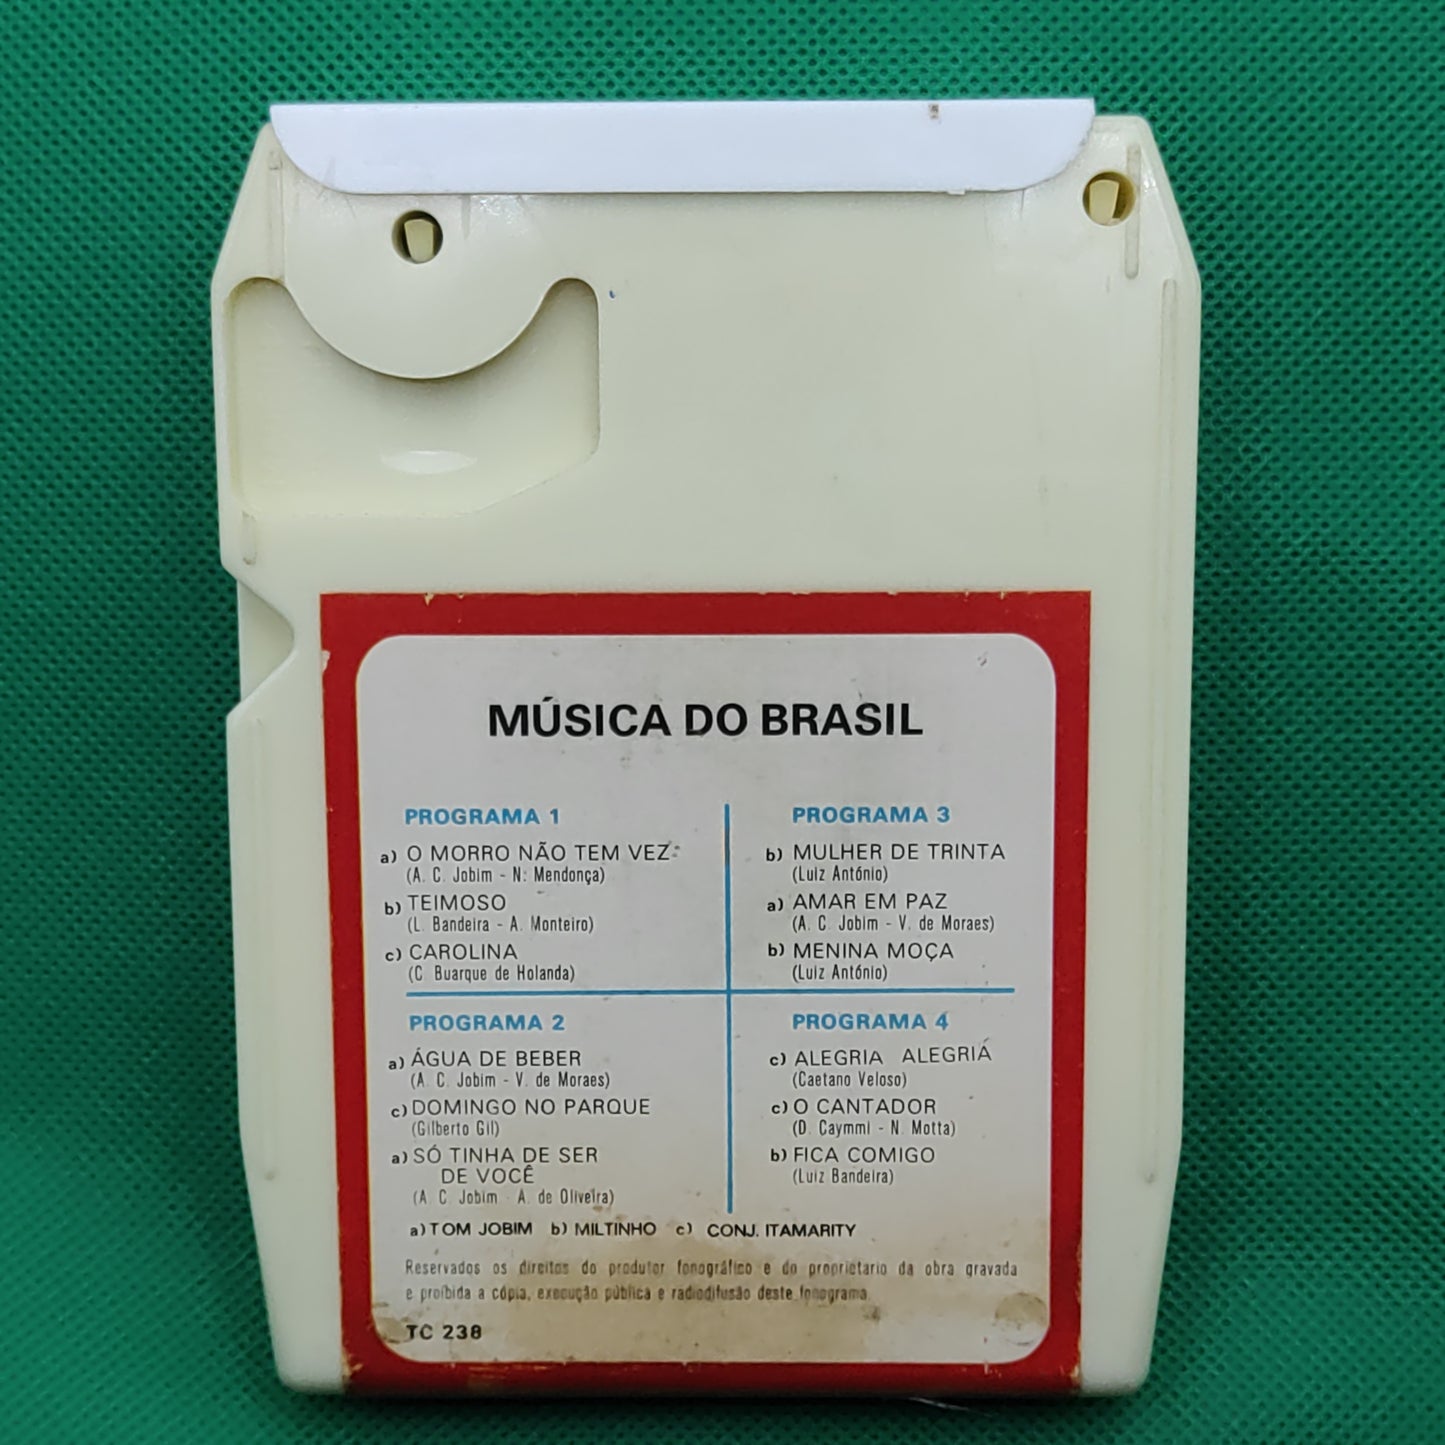 MÚSICA DO BRASIL
PROGRAMA 1
a) O MORRO NÃO TEM VEZ
(A. C. Jobim - N. Mendonça)
b) TEIMOSO
(L. Bandeira - A. Monteiro)
c) CAROLINA
(C. Buarque de Holanda)
PROGRAMA 2
a) ÁGUA DE BEBER
(A. C. Jobim - V. de Moraes)
c) DOMINGO NO PARQUE
(Gilberto Gil)
a) SÓ TINHA DE SER
DE VOCÊ
(A. C. Jobim - A. de Oliveira)
PROGRAMA 3
b) MULHER DE TRINTA
(Luiz António)
a) AMAR EM PAZ
(A. C. Jobim - V. de Moraes)
b) MENINA MOÇA
(Luiz António)
PROGRAMA 4
c) ALEGRIA ALEGRIA
(Caetano Veloso)
c) O CANTADOR
(D. Caymmi - N. Motta)
b) FICA COMIGO
(Luiz Bandeira)
a) TOM JOBIM b) MILTINHO c) CONJ. ITAMARITY
Reservados os direitos do produtor fonográfico e do proprietario da obra gravada
e proíbida a cópia, execução pública e radiodifusão deste fonograma.
TC 238